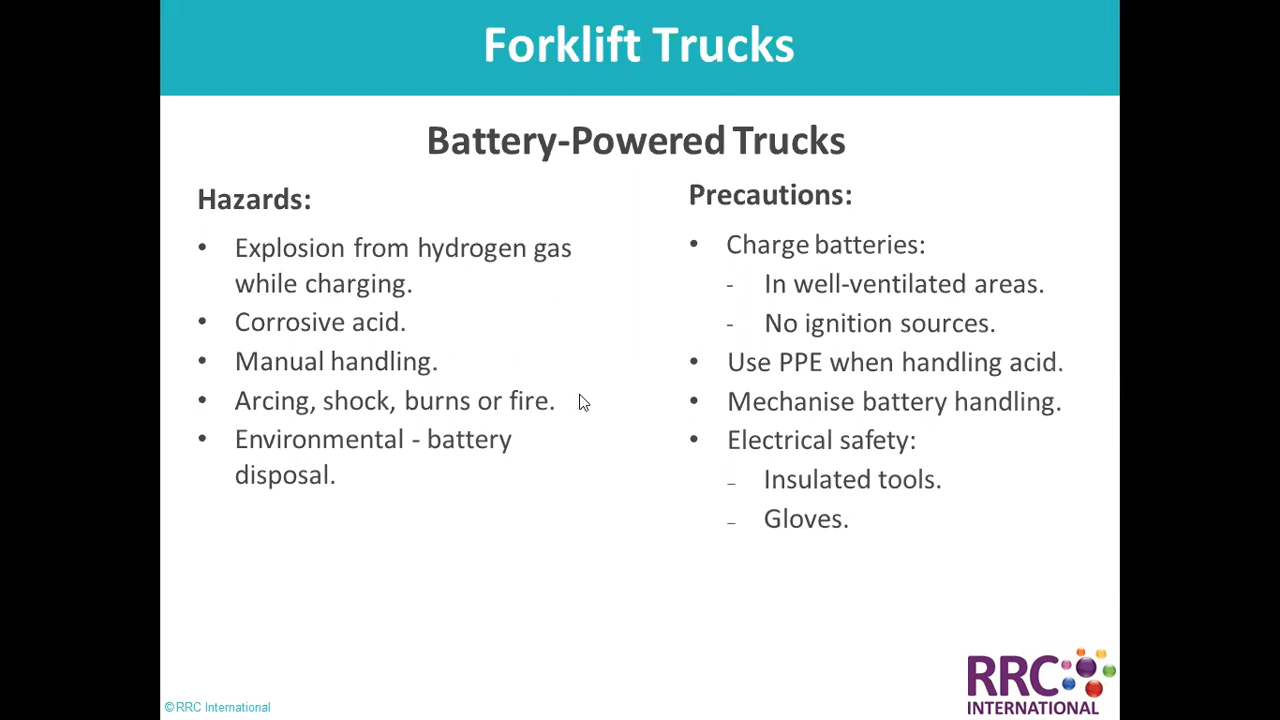 Forklift Trucks
Battery-Powered Trucks
Hazards:
• Explosion from hydrogen gas
while charging.
• Corrosive acid.
• Manual handling.
• Arcing, shock, burns or fire.
• Environmental - battery
disposal.
Precautions:
• Charge batteries:
- In well-ventilated areas.
- No ignition sources.
• Use PPE when handling acid.
• Mechanise battery handling.
• Electrical safety:
– Insulated tools.
– Gloves.
© RRC International
RRC
INTERNATIONAL